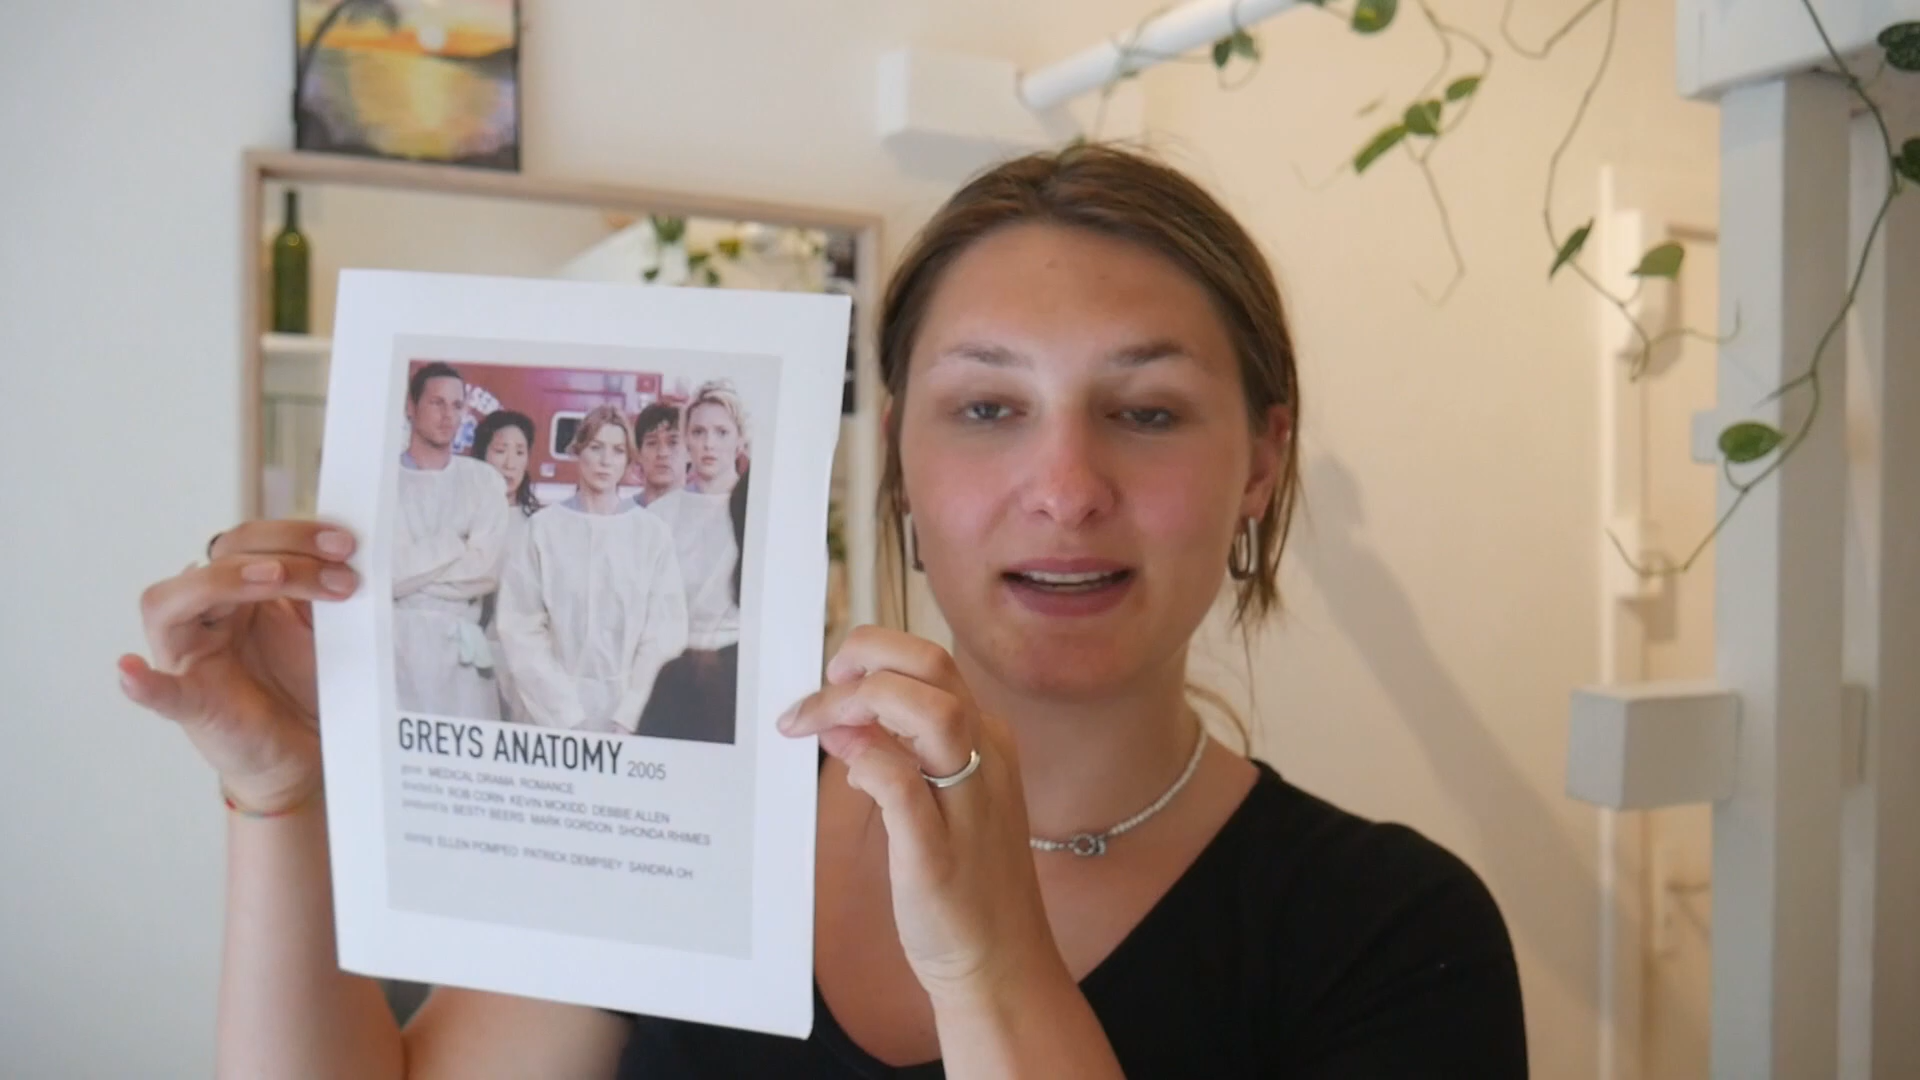 GREYS ANATOMY 2005
genre MEDICAL DRAMA ROMANCE
directed by ROB CORN KEVIN MCKIDD DEBBIE ALLEN
produced by BESTY BEERS MARK GORDON SHONDA RHIMES
starring ELLEN POMPEO PATRICK DEMPSEY SANDRA OH